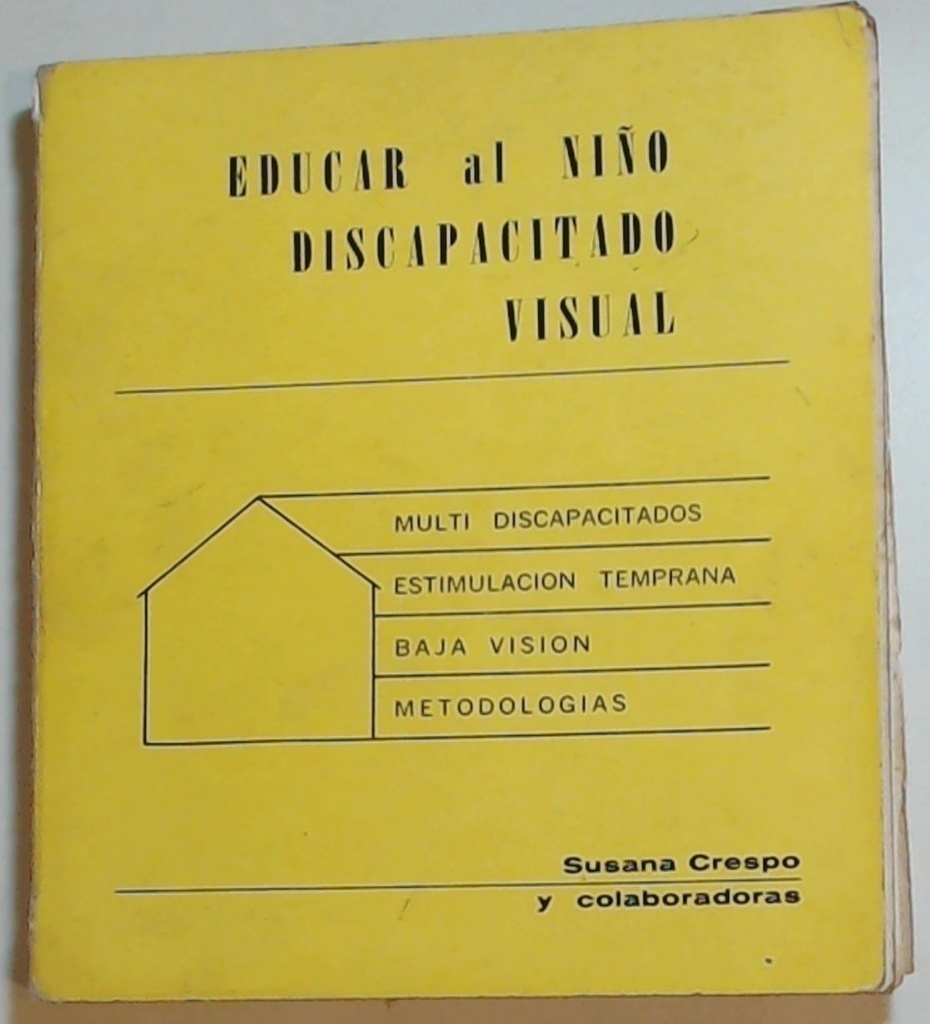 EDUCAR al NIÑO
DISCAPACITADO
VISUAL
MULTI DISCAPACITADOS
ESTIMULACION TEMPRANA
BAJA VISION
METODOLOGIAS
Susana Crespo
y colaboradoras